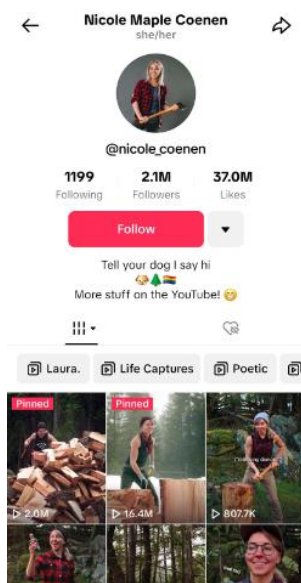 Nicole Maple Coenen
she/her
@nicole_coenen
1199 2.1M 37.0M
Following Followers Likes
Follow
Tell your dog I say hi
🐶🌲🏳️‍🌈
More stuff on the YouTube! 😁
Laura. Life Captures Poetic
Pinned Pinned
2.0M 16.4M 807.7K